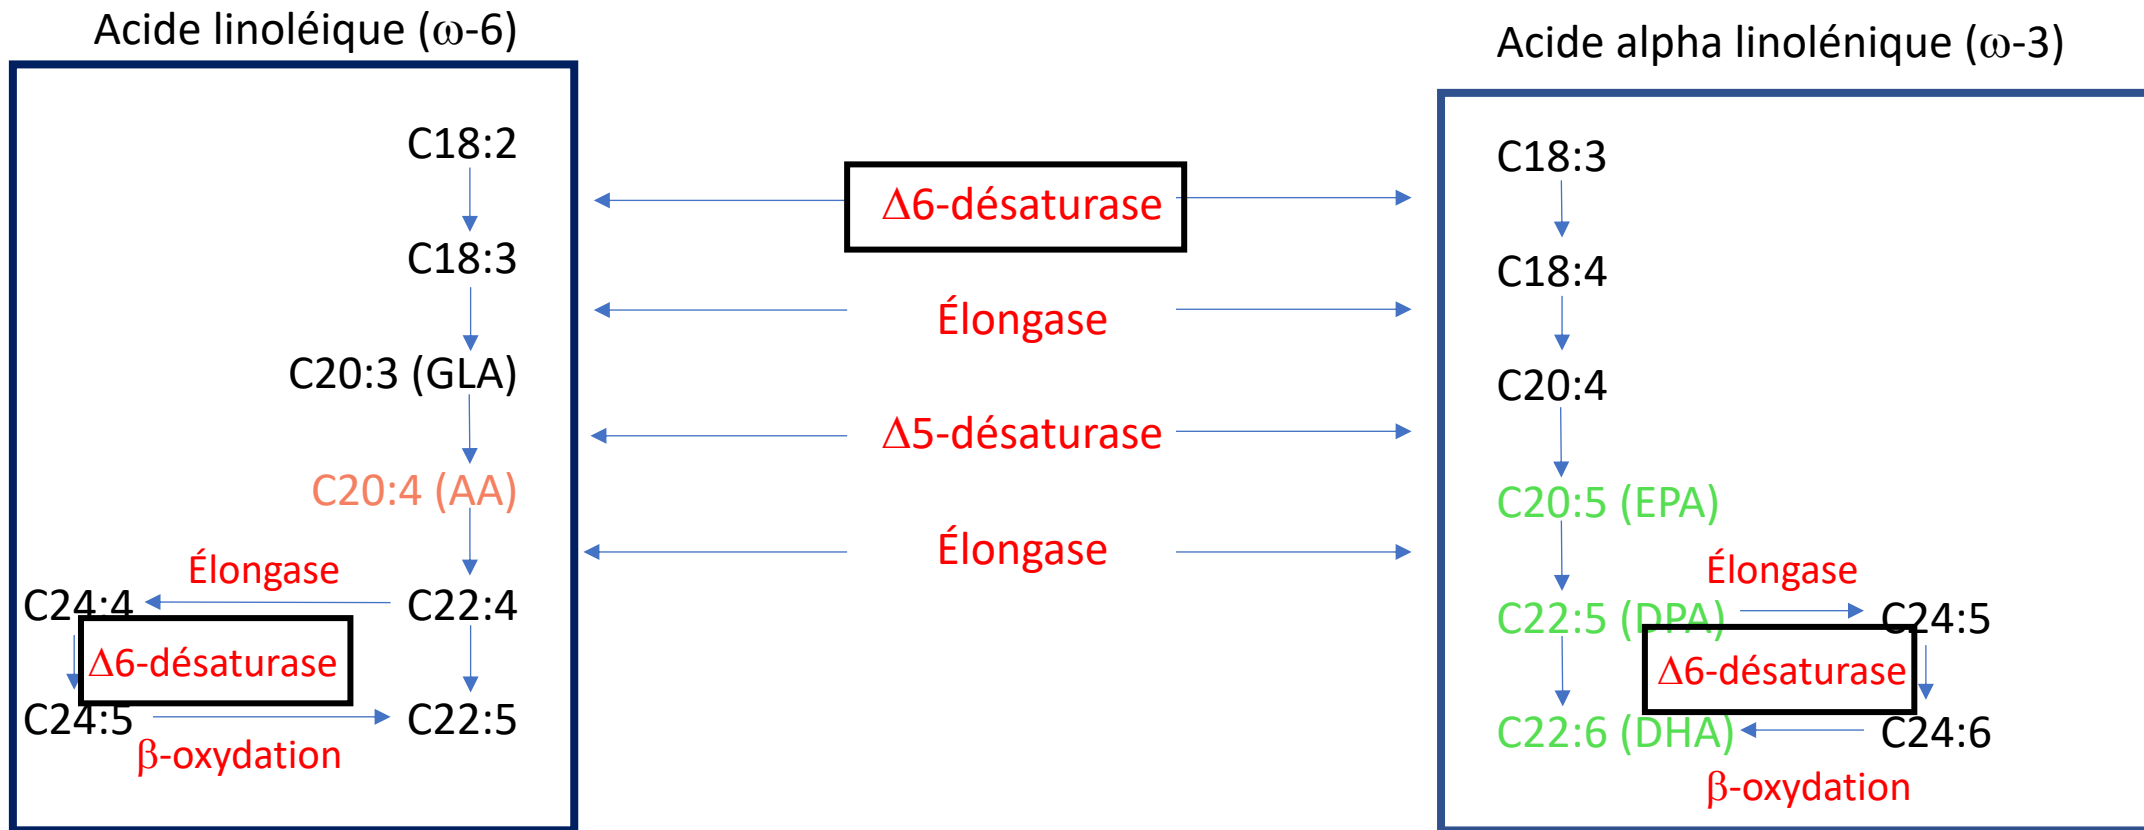 Acide linoléique (ω-6)
Acide alpha linolénique (ω-3)
C18:2
C18:3
C20:3 (GLA)
C20:4 (AA)
Élongase
C24:4
C22:4
Δ6-désaturase
C24:5
C22:5
β-oxydation
Δ6-désaturase
Élongase
Δ5-désaturase
Élongase
C18:3
C18:4
C20:4
C20:5 (EPA)
Élongase
C22:5 (DPA)
C24:5
Δ6-désaturase
C22:6 (DHA)
C24:6
β-oxydation